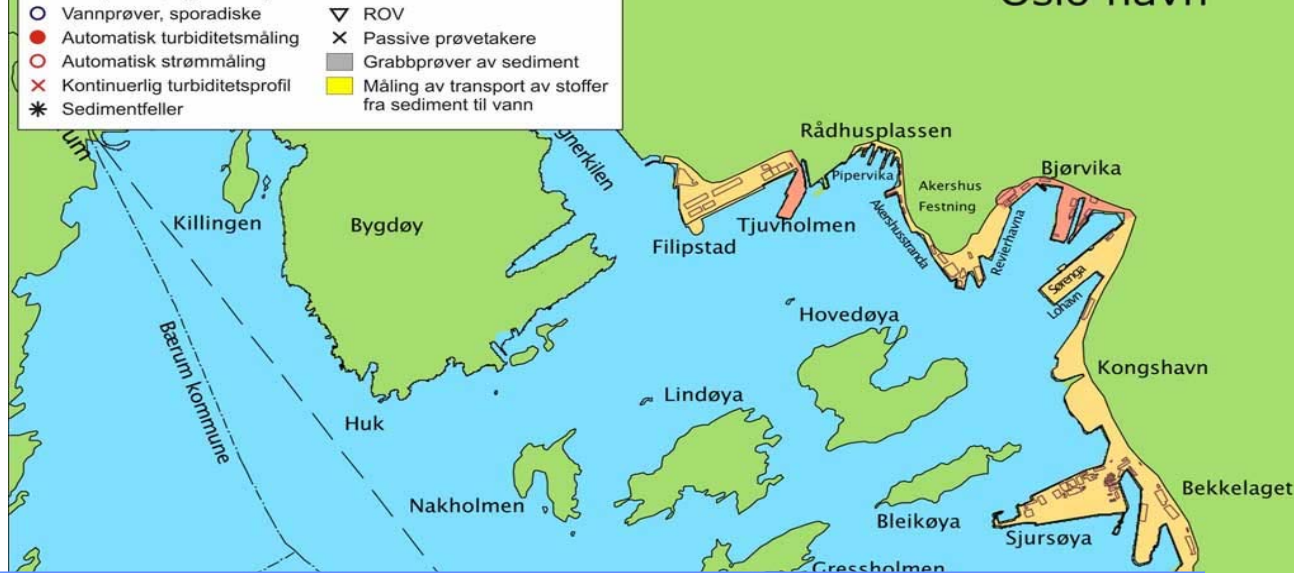 Oslo havn
Vannprøver, sporadiske
Automatisk turbiditetsmåling
Automatisk strømmåling
Kontinuerlig turbiditetsprofil
Sedimentfeller
ROV
Passive prøvetakere
Grabbprøver av sediment
Måling av transport av stoffer
fra sediment til vann
Rådhusplassen
Pipervika
Akershus
Festning
Bjørvika
Killingen
Bygdøy
Filipstad
Tjuvholmen
Akershusstranda
Revierhavna
Sørenga
Lohavn
Hovedøya
Bærum kommune
Kongshavn
Lindøya
Huk
Nakholmen
Bleikøya
Bekkelaget
Sjursøya
Gressholmen